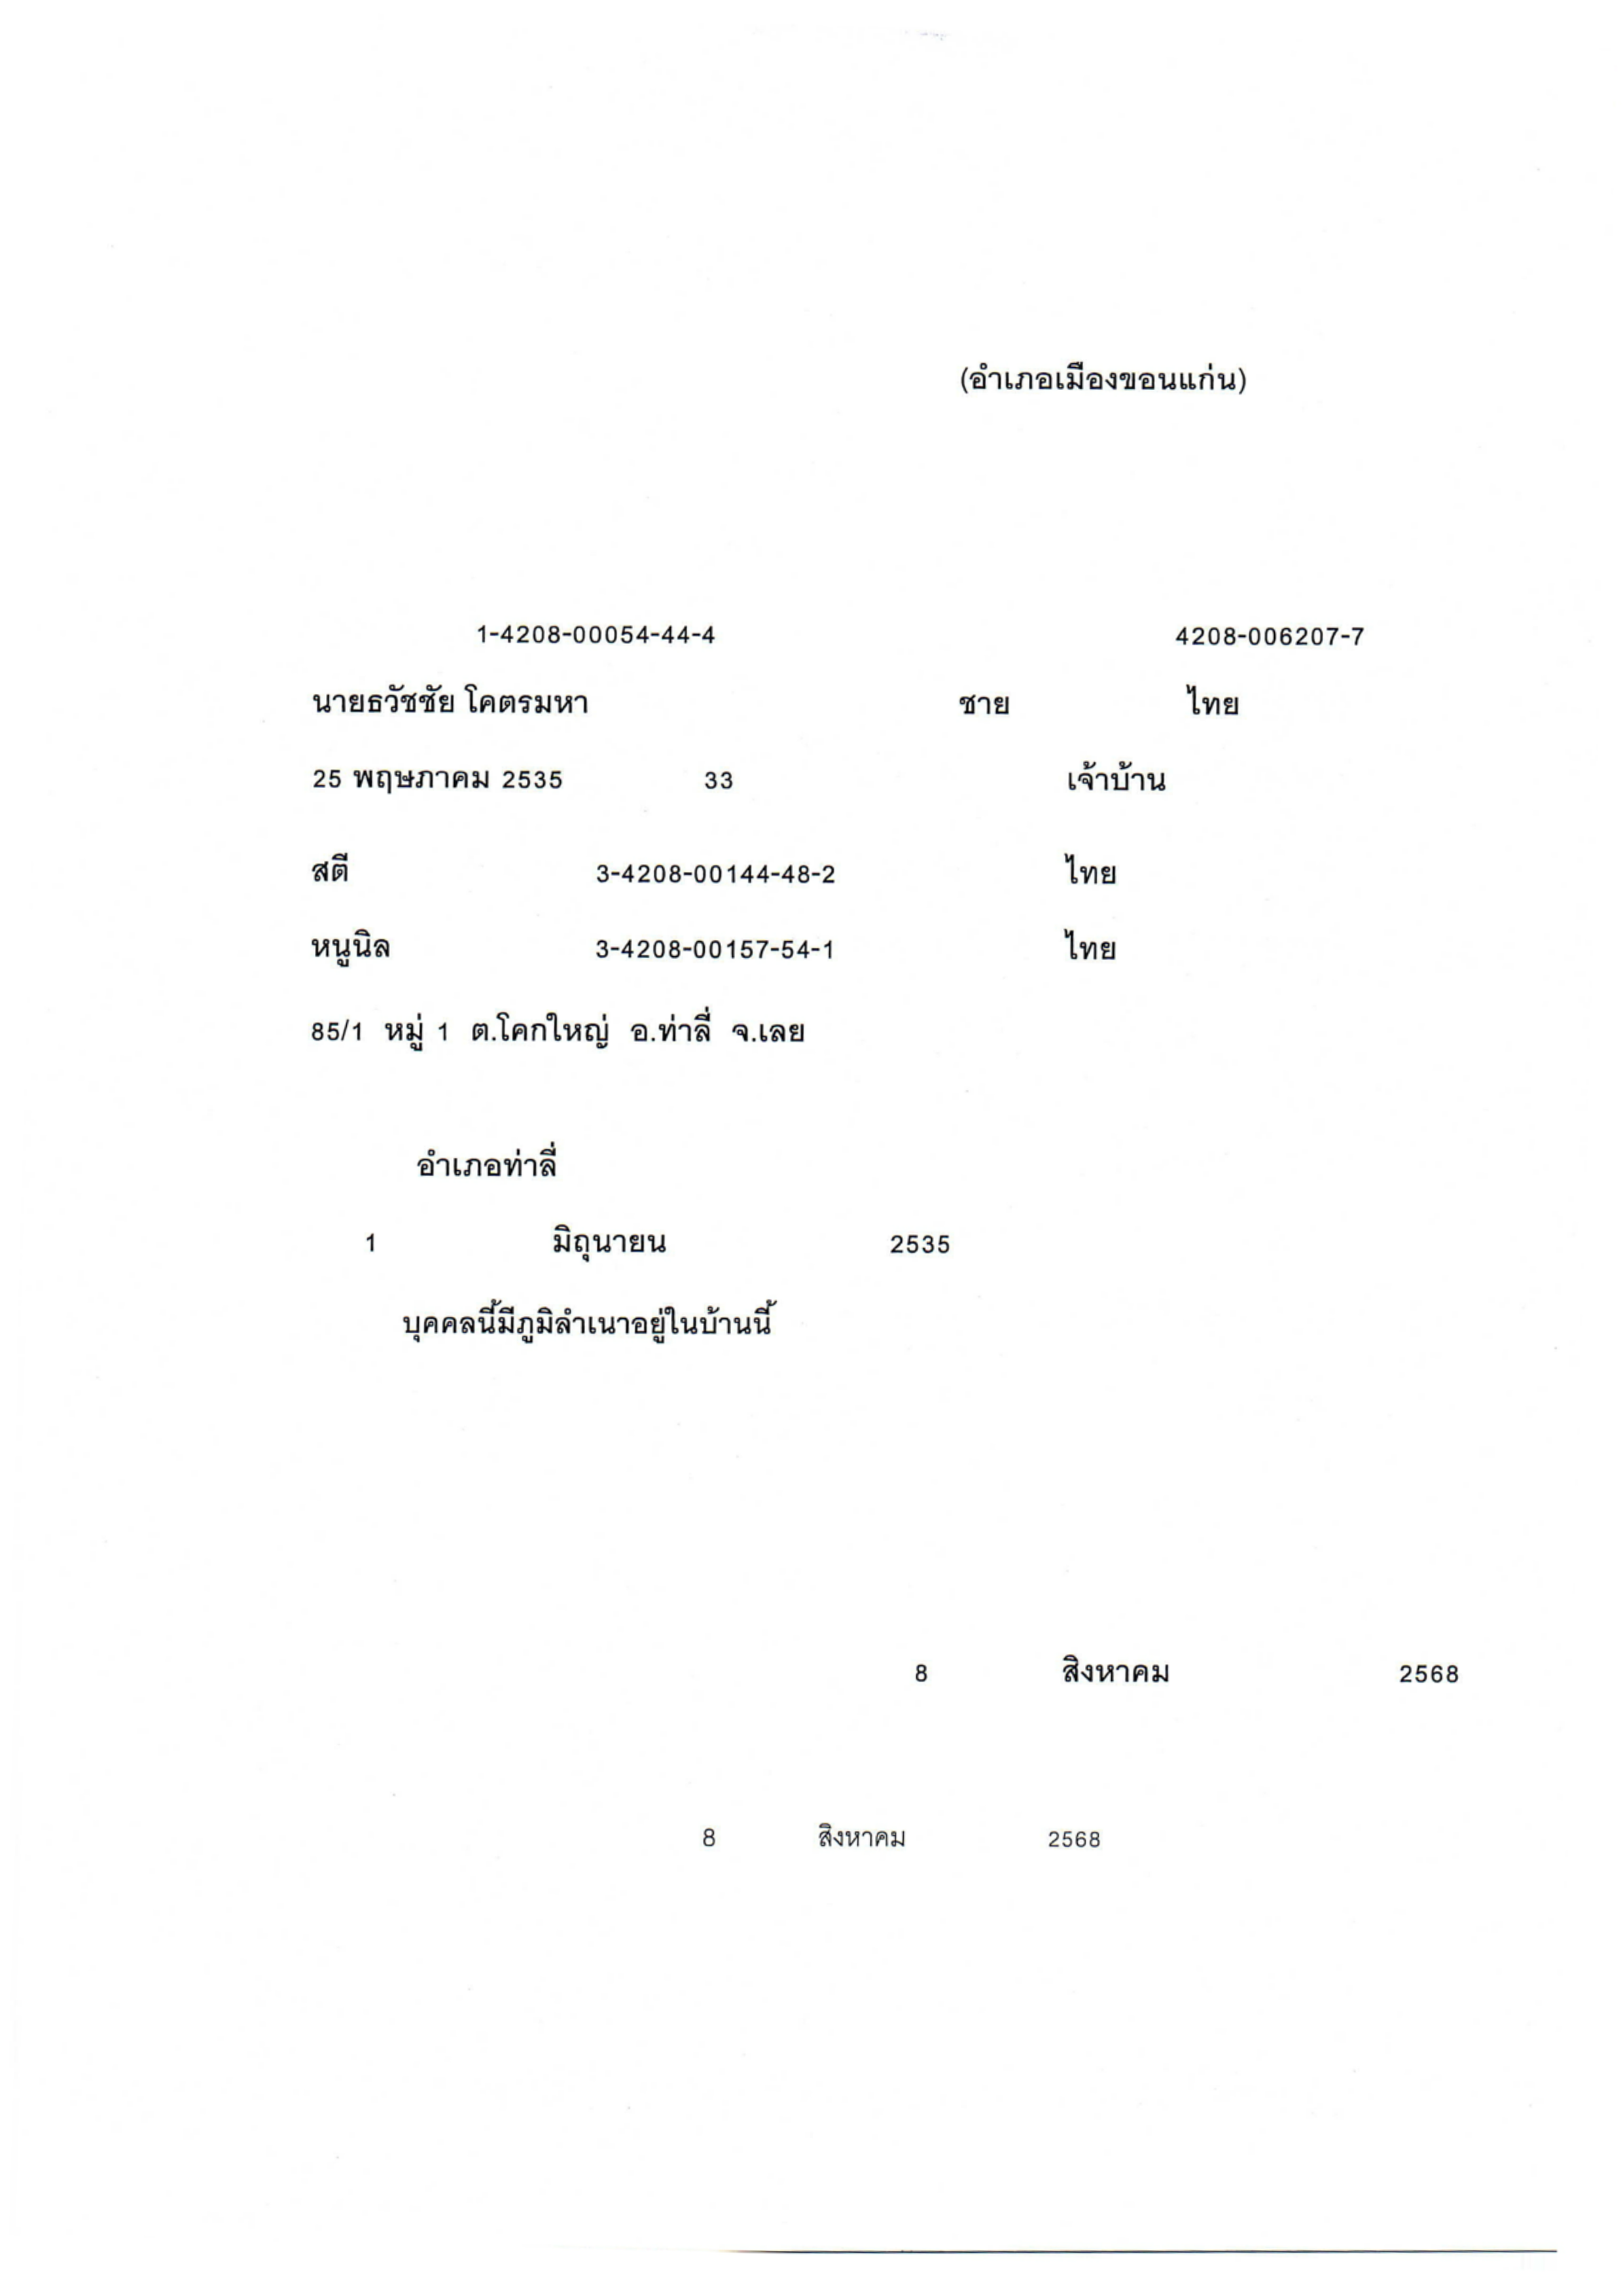 (อำเภอเมืองขอนแก่น)
1-4208-00054-44-4 4208-006207-7
นายธวัชชัย โคตรมหา ชาย ไทย
25 พฤษภาคม 2535 33 เจ้าบ้าน
สตี 3-4208-00144-48-2 ไทย
หนูนิล 3-4208-00157-54-1 ไทย
85/1 หมู่ 1 ต.โคกใหญ่ อ.ท่าลี่ จ.เลย
อำเภอท่าลี่
1 มิถุนายน 2535
บุคคลนี้มีภูมิลำเนาอยู่ในบ้านนี้
8 สิงหาคม 2568
8 สิงหาคม 2568